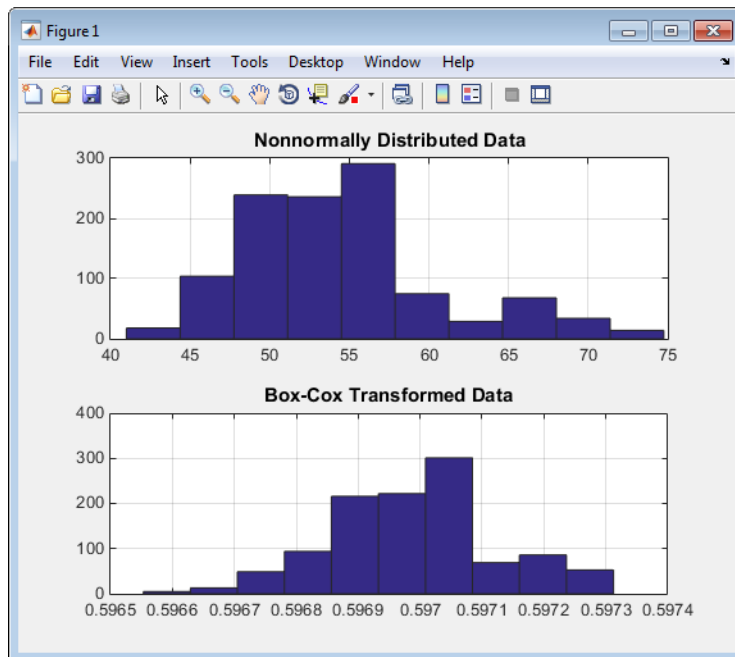 Figure 1
File Edit View Insert Tools Desktop Window Help
Nonnormally Distributed Data
300
200
100
0
40 45 50 55 60 65 70 75
Box-Cox Transformed Data
400
300
200
100
0
0.5965 0.5966 0.5967 0.5968 0.5969 0.597 0.5971 0.5972 0.5973 0.5974